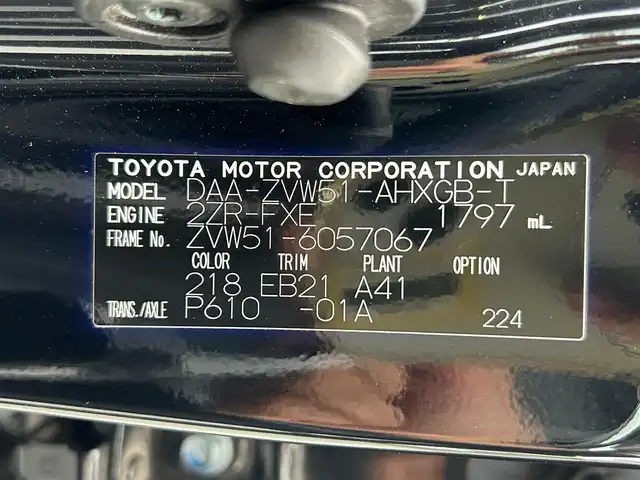 TOYOTA MOTOR CORPORATION JAPAN
MODEL DAA-ZVW51-AHXGB-T
ENGINE 2ZR-FXE 1797 mL
FRAME No. ZVW51-6057067
COLOR TRIM PLANT OPTION
218 EB21 A41
TRANS./AXLE P610 -01A 224